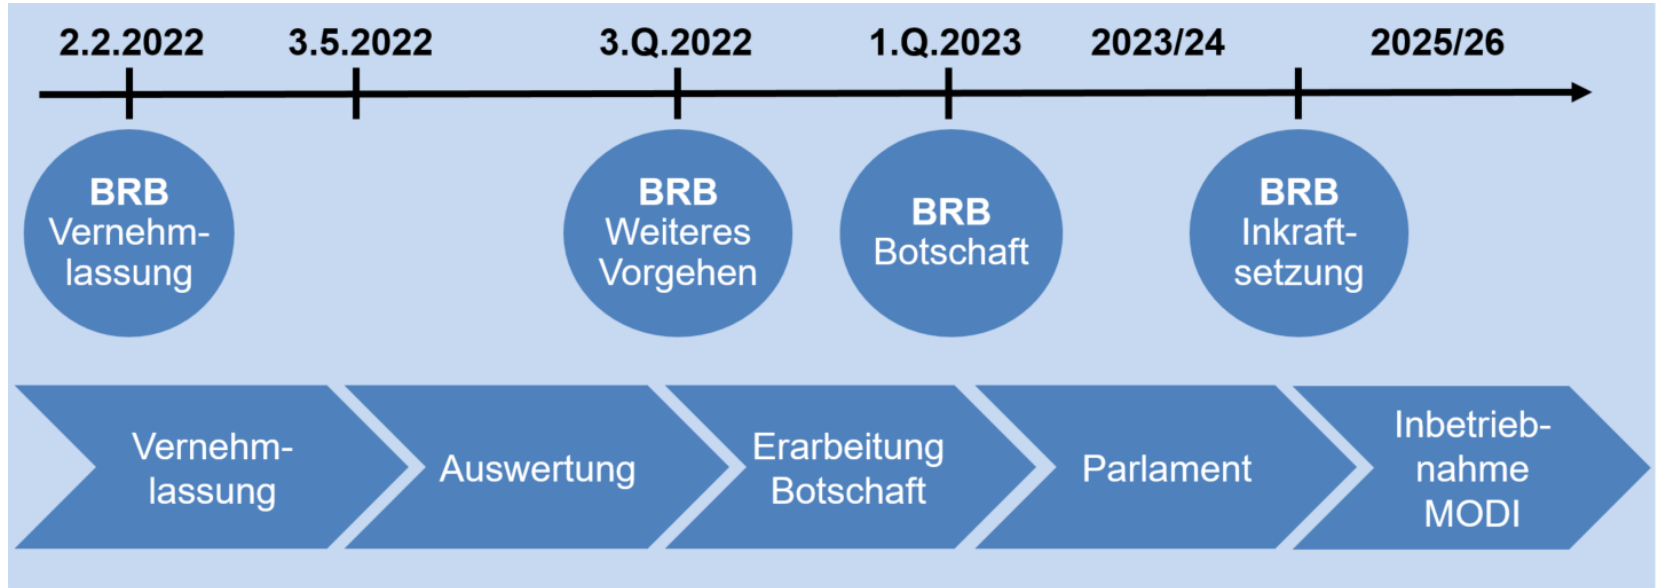 2.2.2022 3.5.2022 3.Q.2022 1.Q.2023 2023/24 2025/26
BRB
Vernehm-
lassung
BRB
Weiteres
Vorgehen
BRB
Botschaft
BRB
Inkraft-
setzung
Vernehm-
lassung
Auswertung
Erarbeitung
Botschaft
Parlament
Inbetrieb-
nahme
MODI